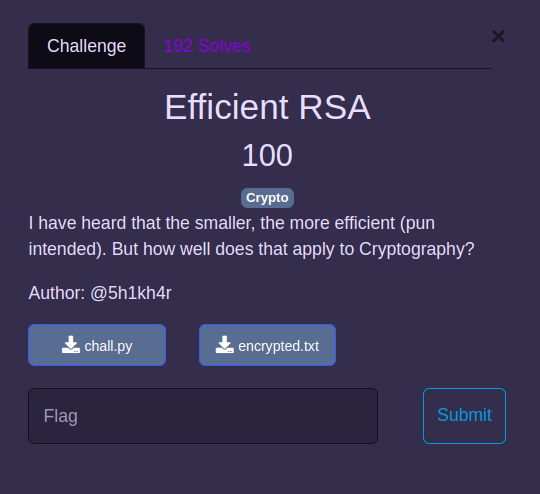 Challenge
192 Solves
×
Efficient RSA
100
Crypto
I have heard that the smaller, the more efficient (pun
intended). But how well does that apply to Cryptography?
Author: @5h1kh4r
chall.py
encrypted.txt
Flag
Submit